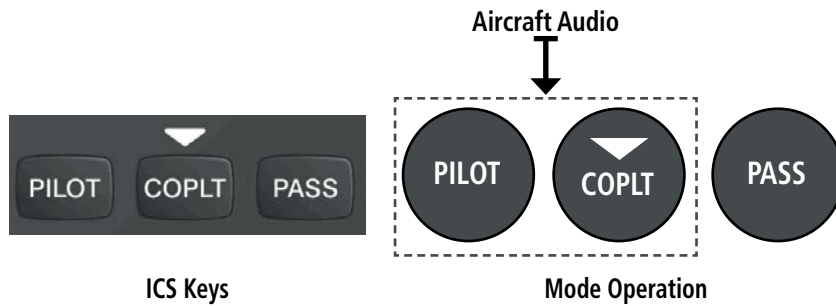 Aircraft Audio
PILOT COPLT PASS
PILOT COPLT PASS
ICS Keys
Mode Operation